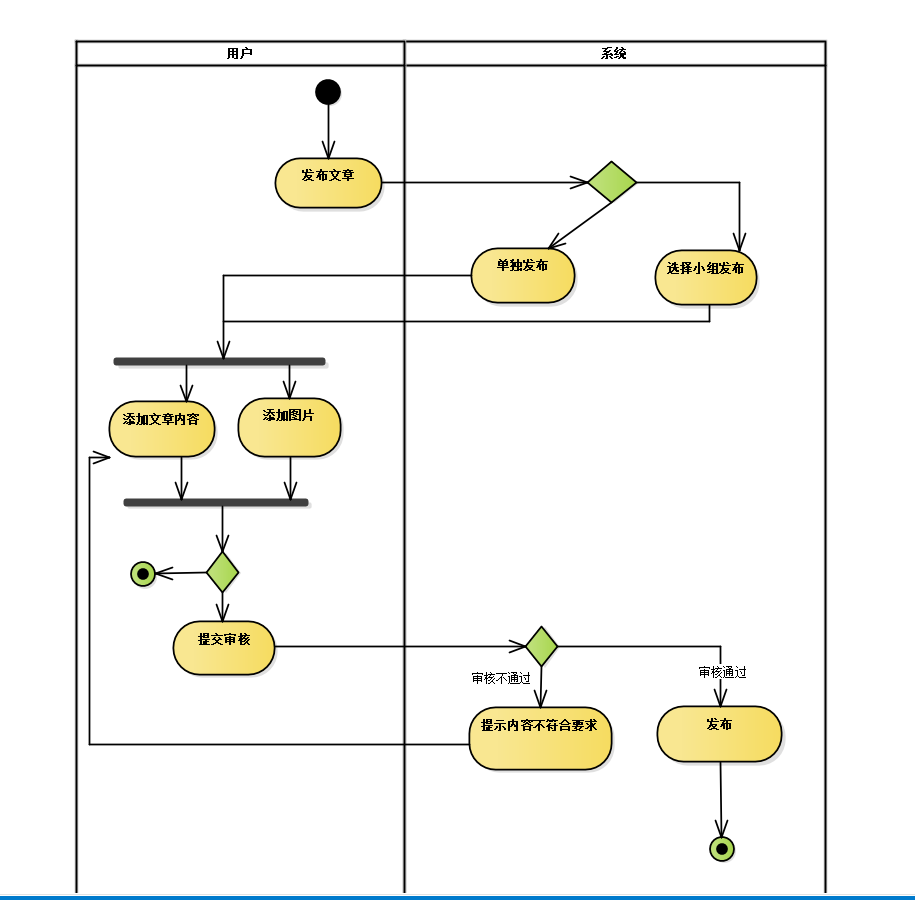 用户
系统
发布文章
单独发布
选择小组发布
添加文章内容
添加图片
提交审核
审核不通过
审核通过
提示内容不符合要求
发布